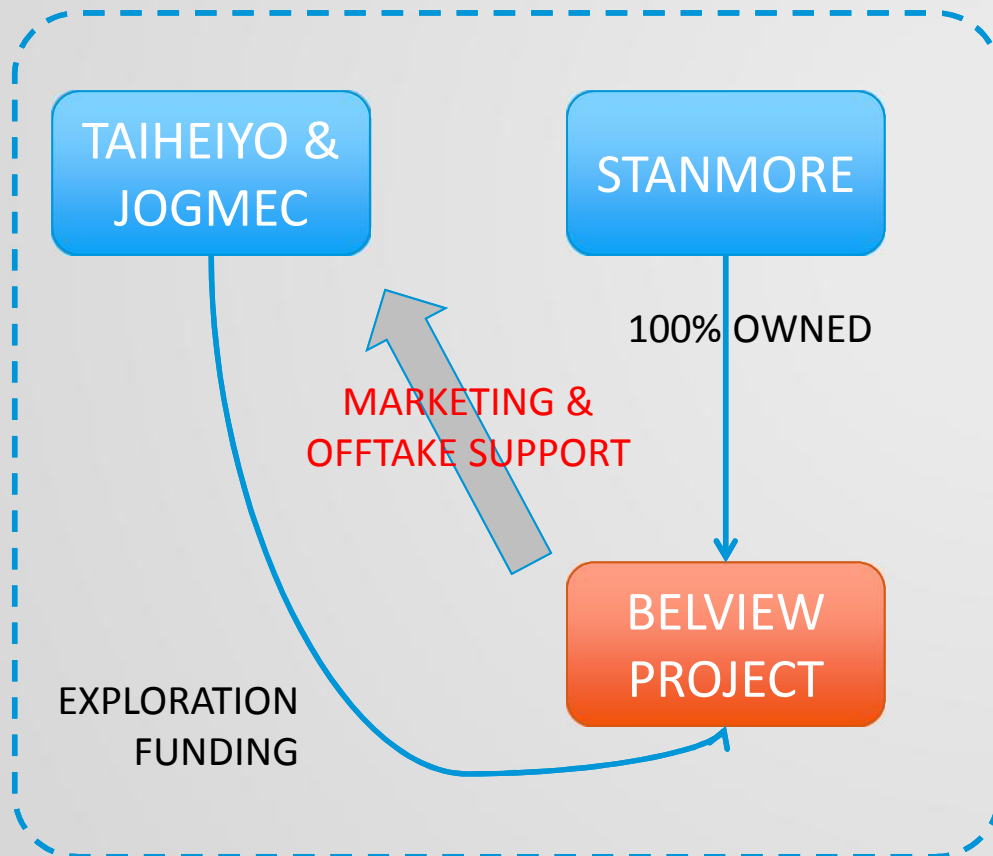 TAIHEIYO &
JOGMEC
STANMORE
100% OWNED
MARKETING &
OFFTAKE SUPPORT
BELVIEW
PROJECT
EXPLORATION
FUNDING